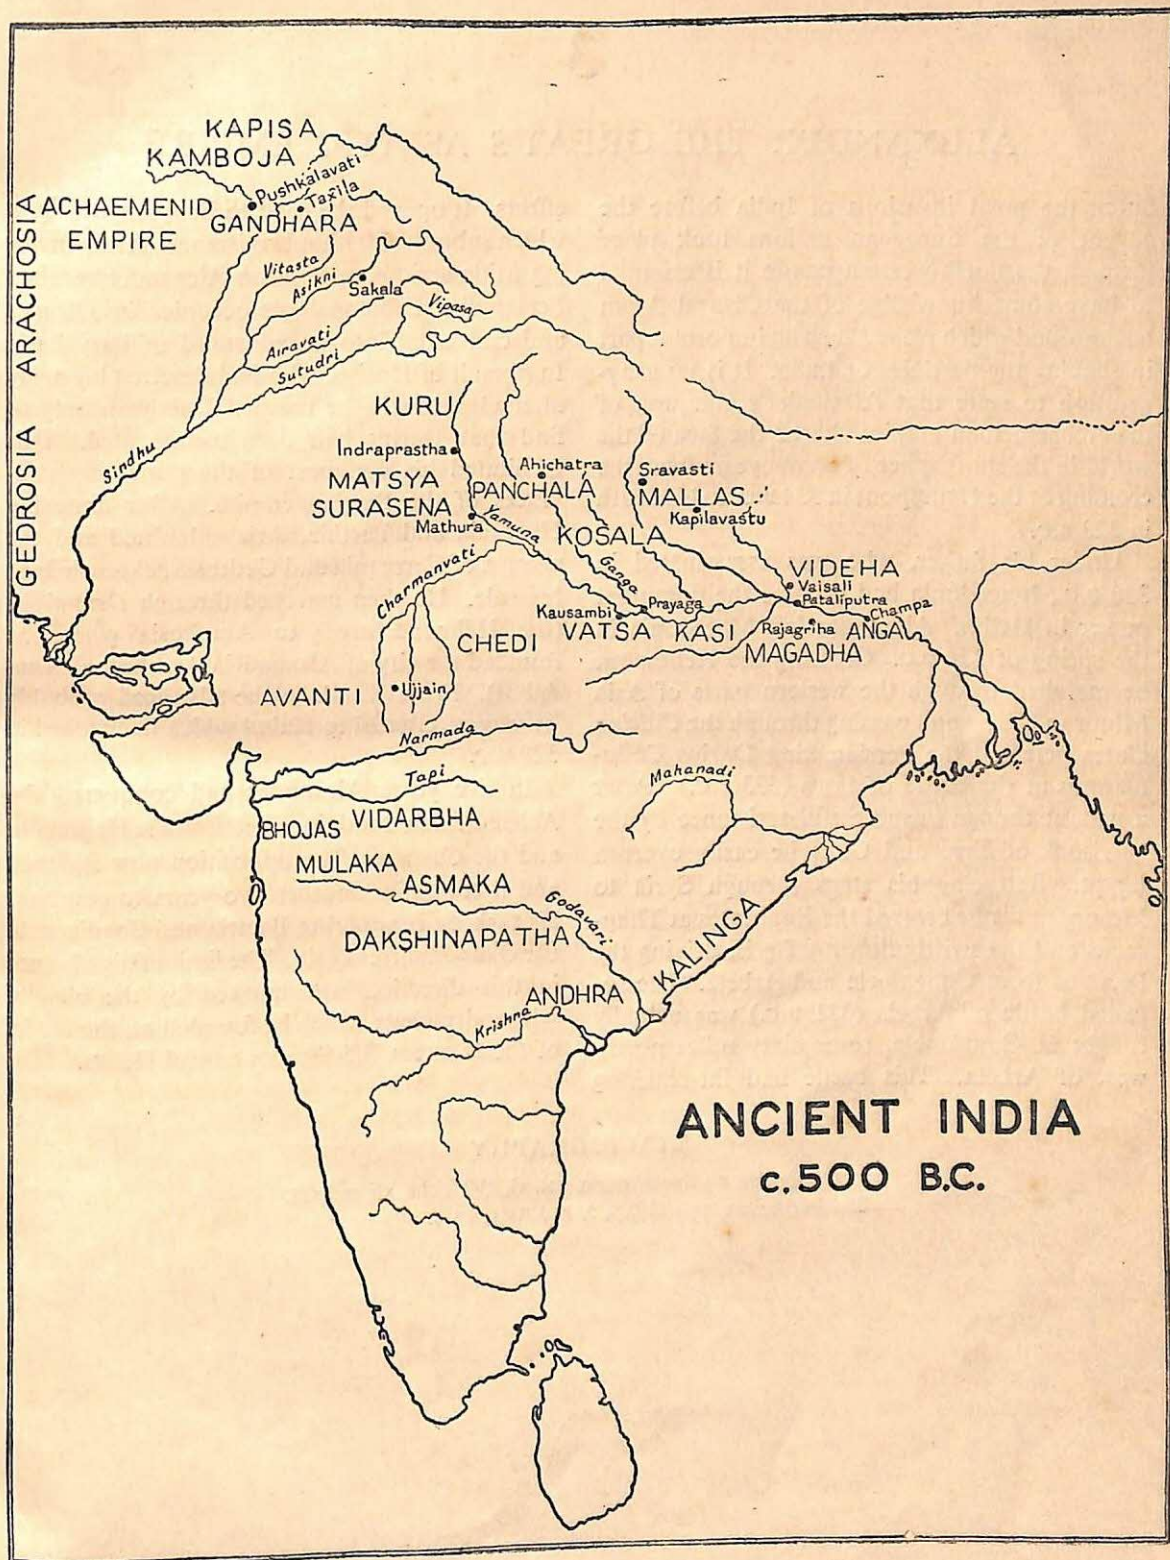 KAPISA
KAMBOJA
Pushkalavati
Taxila
ACHAEMENID
EMPIRE
GANDHARA
ARACHOSIA
GEDROSIA
Vitasta
Asikni
Sakala
Vipasa
Airavati
Sutudri
Sindhu
KURU
Indraprastha
MATSYA
SURASENA
Mathura
Yamuna
Ahichatra
PANCHALA
Sravasti
MALLAS
Kapilavastu
KOSALA
Ganga
VIDEHA
Vaisali
Pataliputra
Champa
Charmanvati
Kausambi
Prayaga
VATSA
KASI
Rajagriha
ANGA
MAGADHA
CHEDI
AVANTI
Ujjain
Narmada
Tapi
Mahanadi
BHOJAS
VIDARBHA
MULAKA
ASMAKA
Godavari
DAKSHINAPATHA
KALINGA
ANDHRA
Krishna
ANCIENT INDIA
c.500 B.C.